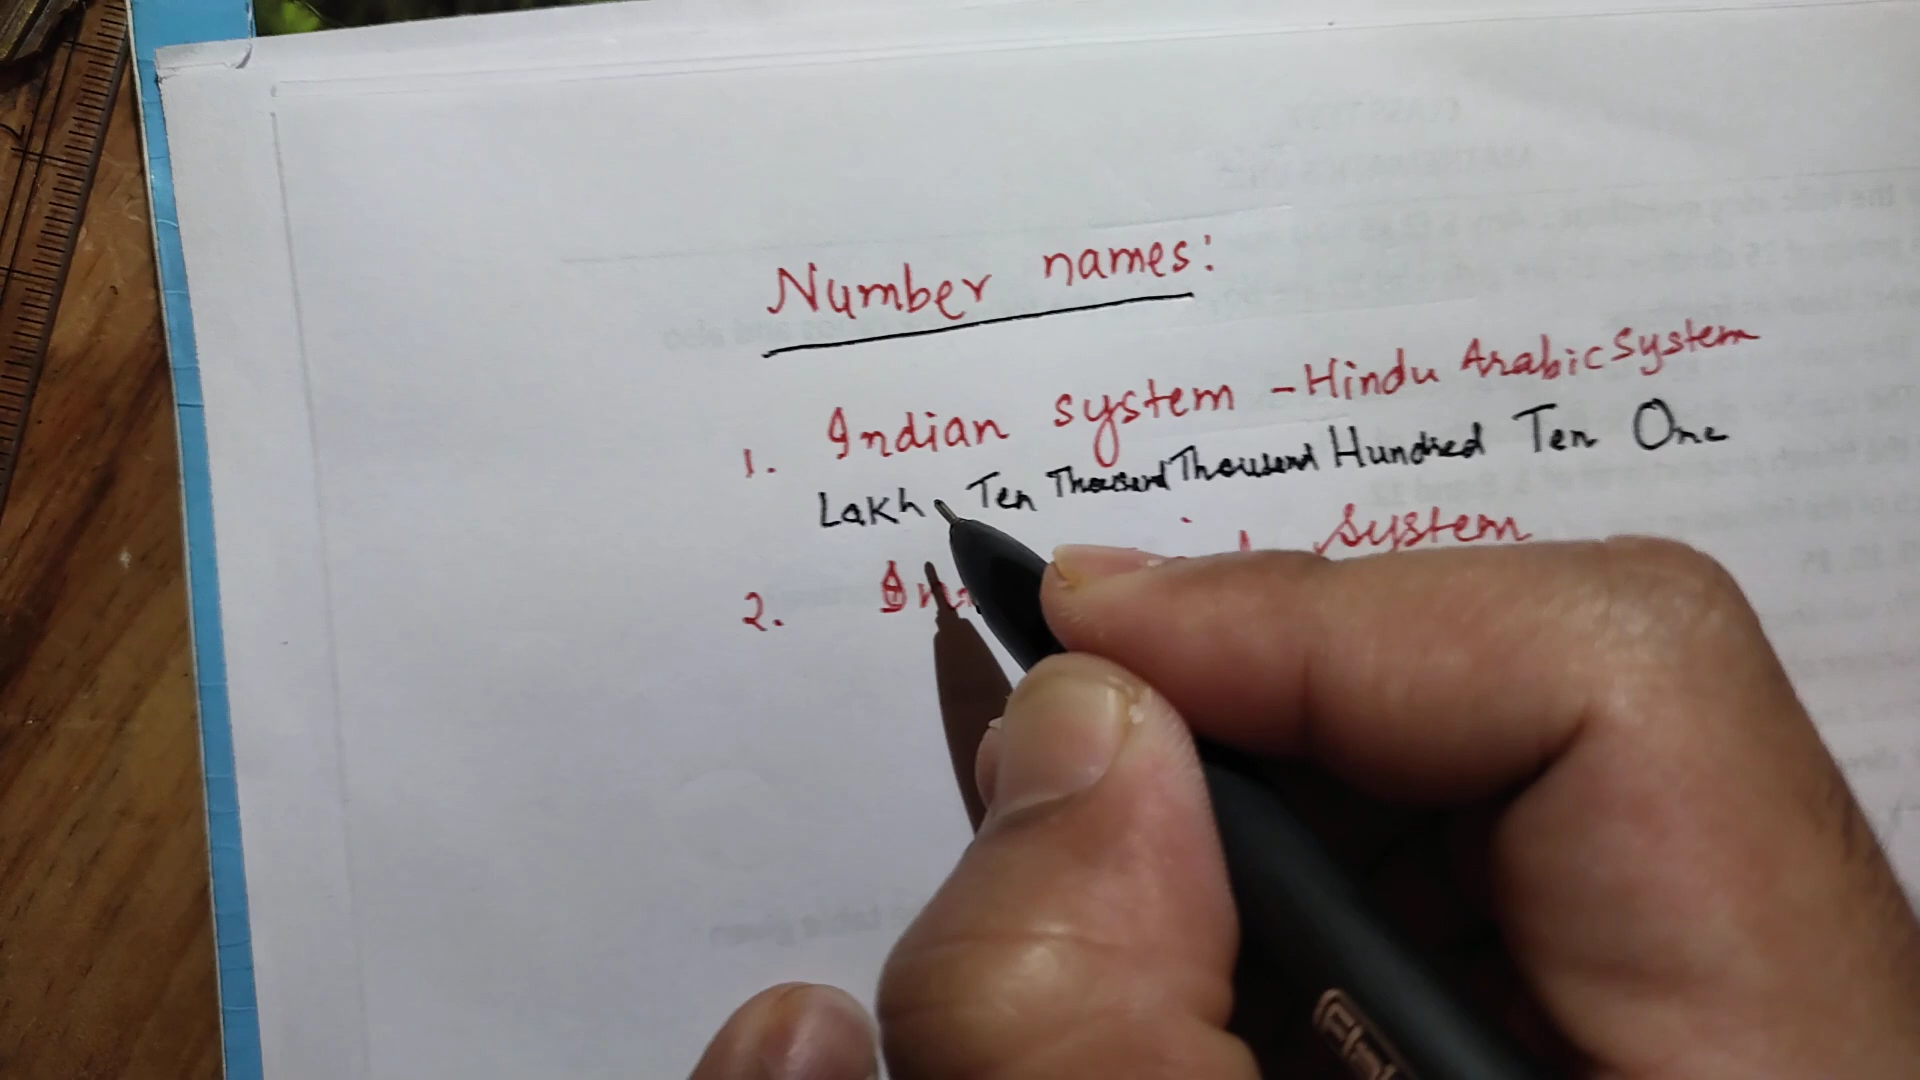 Number names:
1. Indian system - Hindu Arabic System
Lakh Ten Thousand Thousand Hundred Ten One
2. System